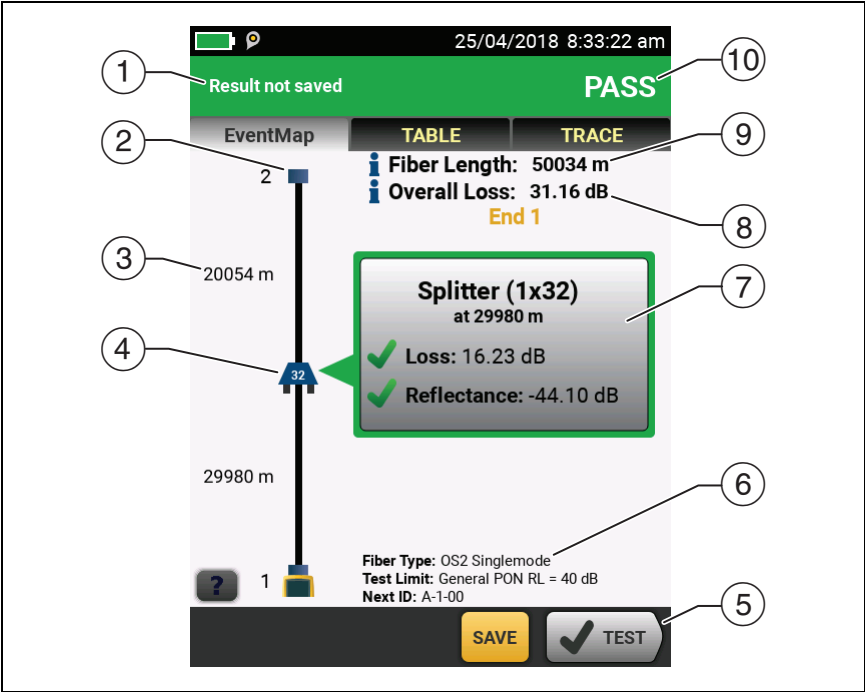 25/04/2018 8:33:22 am
1
Result not saved
PASS
10
EventMap
TABLE
TRACE
9
2
2
Fiber Length: 50034 m
Overall Loss: 31.16 dB
8
End 1
3
20054 m
Splitter (1x32)
at 29980 m
7
4
32
Loss: 16.23 dB
Reflectance: -44.10 dB
29980 m
6
Fiber Type: OS2 Singlemode
Test Limit: General PON RL = 40 dB
Next ID: A-1-00
?
1
5
SAVE
TEST